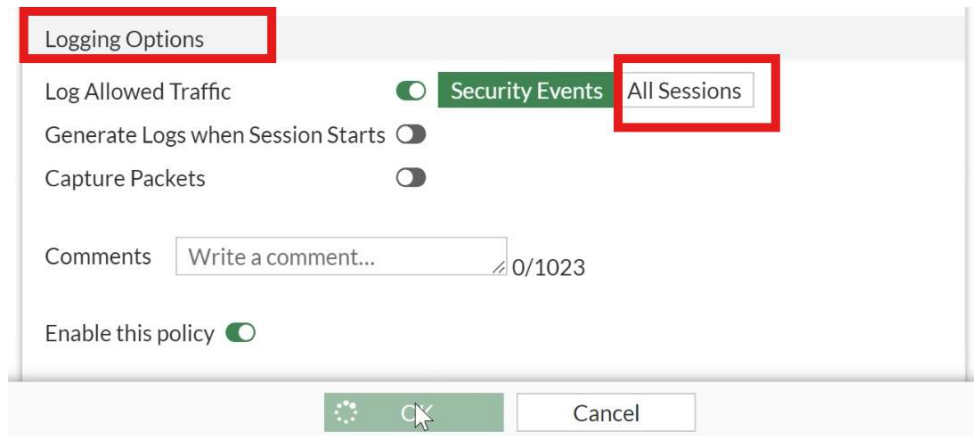 Logging Options
Log Allowed Traffic Security Events All Sessions
Generate Logs when Session Starts
Capture Packets
Comments Write a comment... 0/1023
Enable this policy
OK Cancel